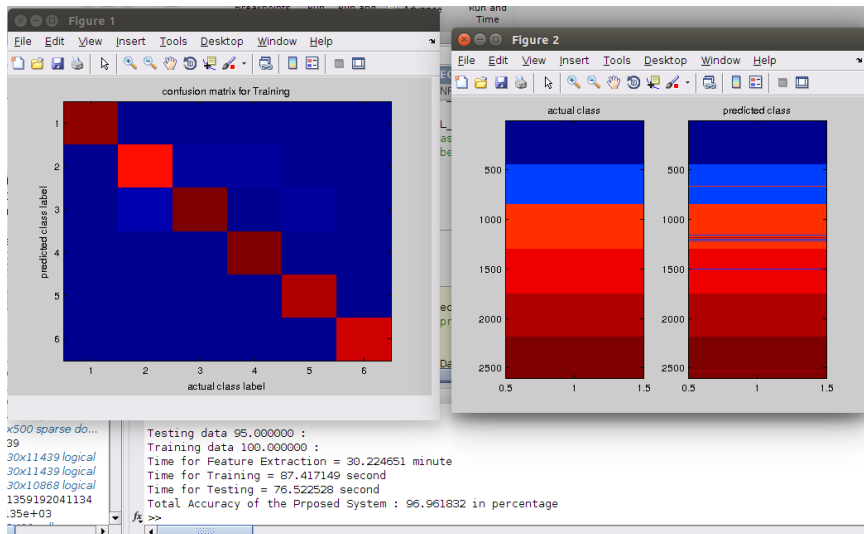 Run and
Time
Figure 1
File Edit View Insert Tools Desktop Window Help
confusion matrix for Training
1
2
3
4
5
6
predicted class label
1 2 3 4 5 6
actual class label
Figure 2
File Edit View Insert Tools Desktop Window Help
actual class
500
1000
1500
2000
2500
0.5 1 1.5
predicted class
500
1000
1500
2000
2500
0.5 1 1.5
x500 sparse do...
39
30x11439 logical
30x11439 logical
30x10868 logical
1359192041134
.35e+03
Testing data 95.000000 :
Training data 100.000000 :
Time for Feature Extraction = 30.224651 minute
Time for Training = 87.417149 second
Time for Testing = 76.522528 second
Total Accuracy of the Prposed System : 96.961832 in percentage
fx >>